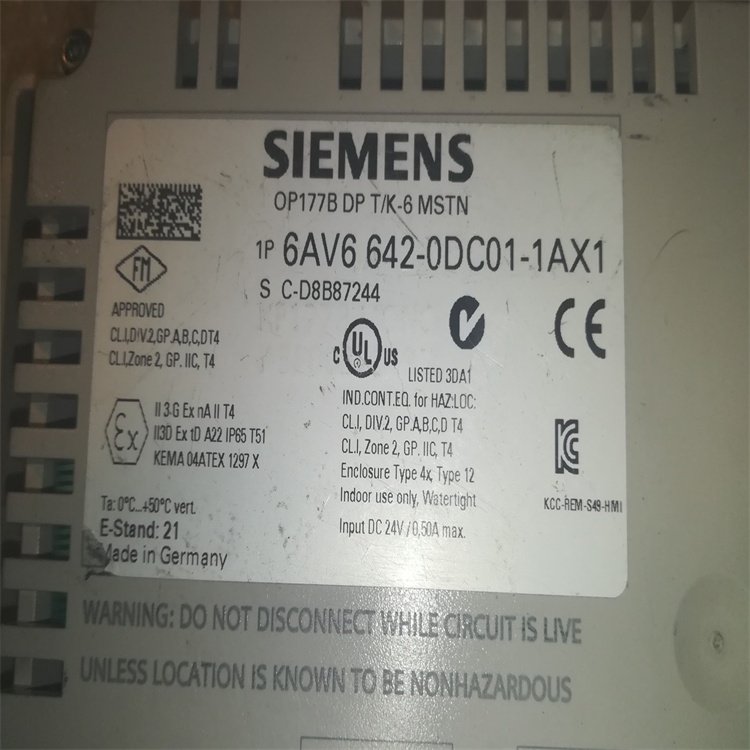 SIEMENS
OP177B DP T/K-6 MSTN
1P 6AV6 642-0DC01-1AX1
S C-D8B87244
FM
APPROVED
CL.I,DIV.2,GP.A,B,C,DT4
CL.I,Zone 2, GP. IIC, T4
C UL US
LISTED 3DA1
CE
IND.CONT.EQ. for HAZ.LOC.
CL.I, DIV.2, GP.A,B,C,D T4
CL.I, Zone 2, GP. IIC, T4
Enclosure Type 4x, Type 12
Indoor use only, Watertight
Input DC 24V / 0,50A max.
Ex
II 3 G Ex nA II T4
II3D Ex tD A22 IP65 T51
KEMA 04ATEX 1297 X
KCC-REM-S49-HMI
Ta: 0°C...+50°C vert.
E-Stand: 21
Made in Germany
WARNING: DO NOT DISCONNECT WHILE CIRCUIT IS LIVE
UNLESS LOCATION IS KNOWN TO BE NONHAZARDOUS